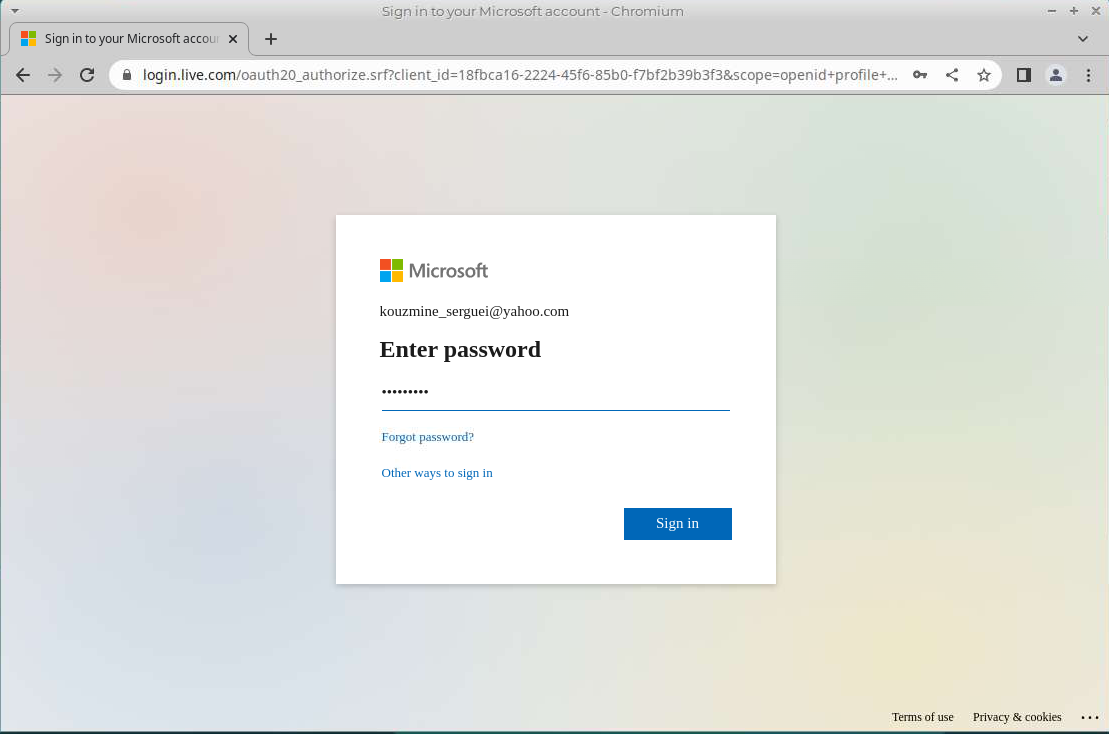 Sign in to your Microsoft account - Chromium
Sign in to your Microsoft accou
login.live.com/oauth20_authorize.srf?client_id=18fbca16-2224-45f6-85b0-f7bf2b39b3f3&scope=openid+profile+...
Microsoft
kouzmine_serguei@yahoo.com
Enter password
•••••••••
Forgot password?
Other ways to sign in
Sign in
Terms of use Privacy & cookies ...